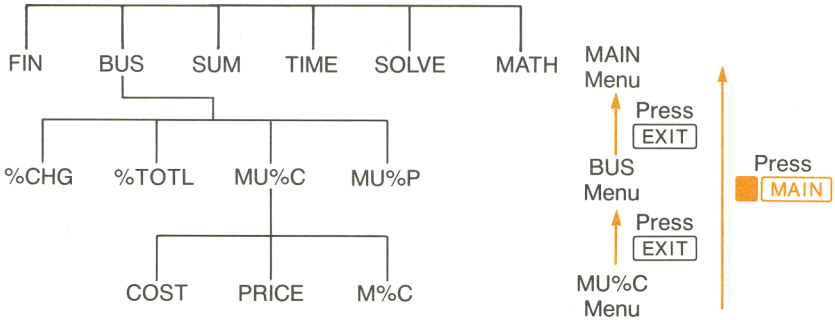 FIN BUS SUM TIME SOLVE MATH
%CHG %TOTL MU%C MU%P
COST PRICE M%C
MAIN
Menu
Press
EXIT
BUS
Menu
Press
EXIT
MU%C
Menu
Press
MAIN